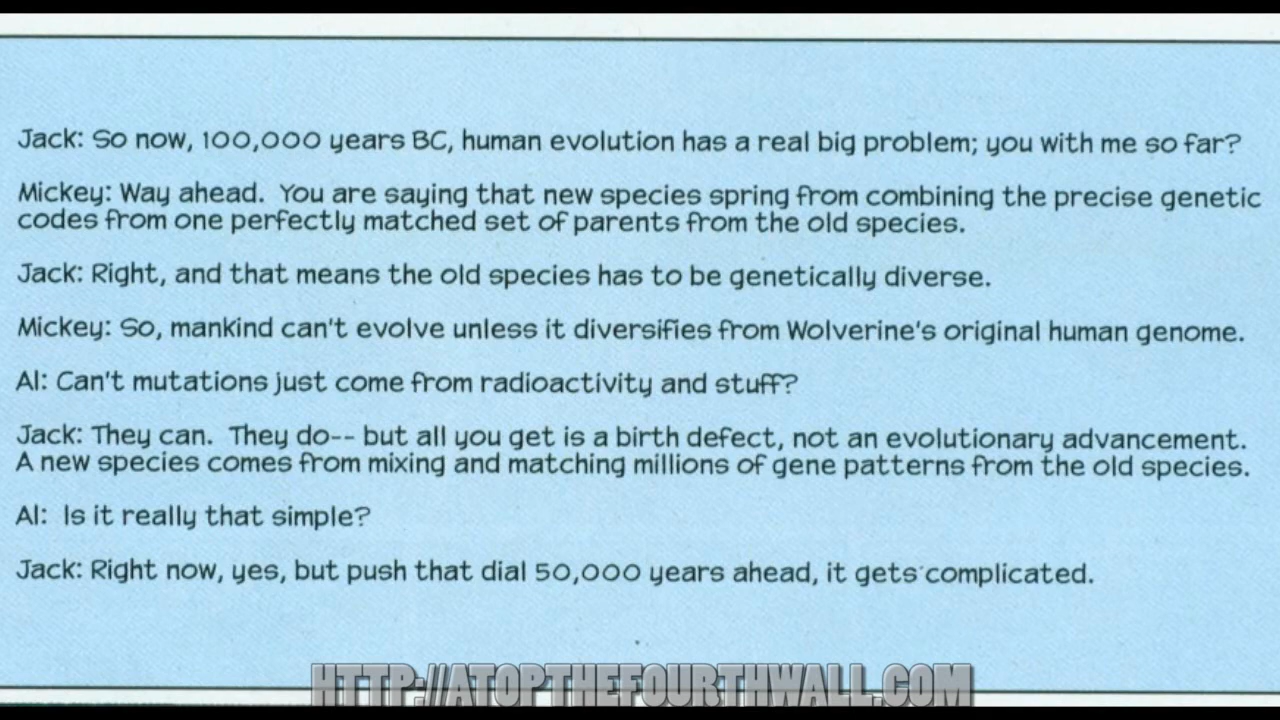 Jack: So now, 100,000 years BC, human evolution has a real big problem; you with me so far?
Mickey: Way ahead. You are saying that new species spring from combining the precise genetic
codes from one perfectly matched set of parents from the old species.
Jack: Right, and that means the old species has to be genetically diverse.
Mickey: So, mankind can't evolve unless it diversifies from Wolverine's original human genome.
Al: Can't mutations just come from radioactivity and stuff?
Jack: They can. They do-- but all you get is a birth defect, not an evolutionary advancement.
A new species comes from mixing and matching millions of gene patterns from the old species.
Al: Is it really that simple?
Jack: Right now, yes, but push that dial 50,000 years ahead, it gets complicated.
HTTP://ATOPTHEFOURTHWALL.COM